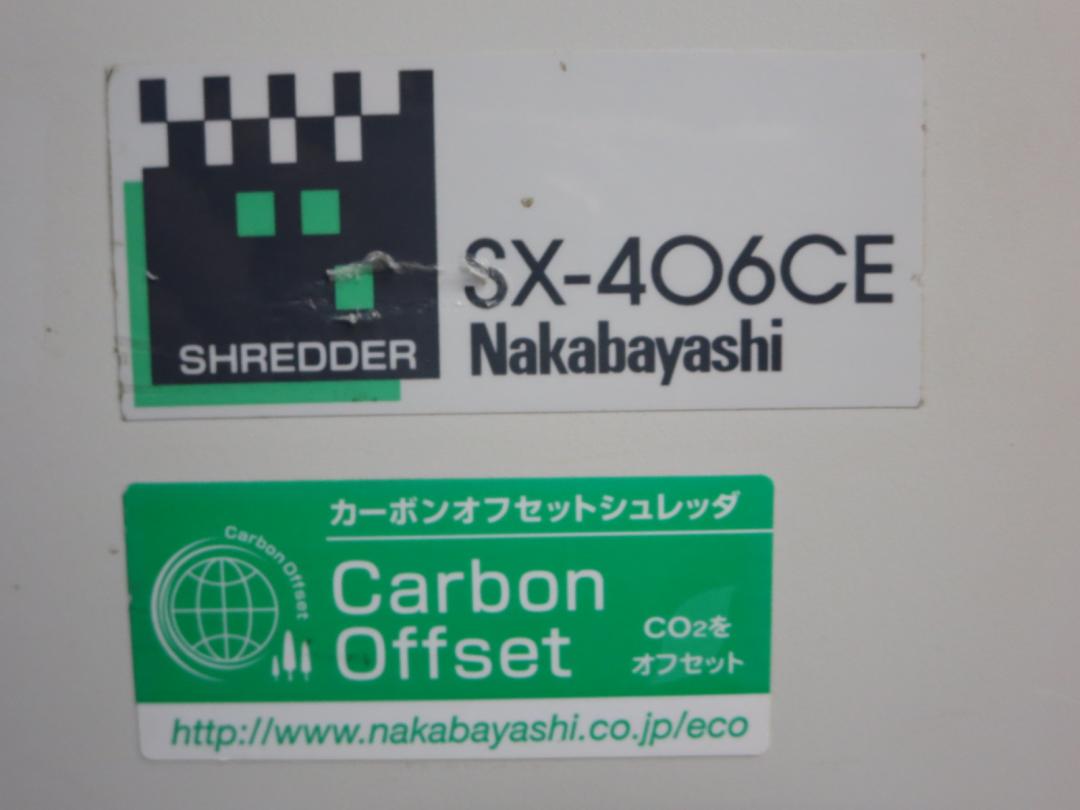 SHREDDER
SX-406CE
Nakabayashi
カーボンオフセットシュレッダ
Carbon Offset
Carbon
Offset
CO2を
オフセット
http://www.nakabayashi.co.jp/eco